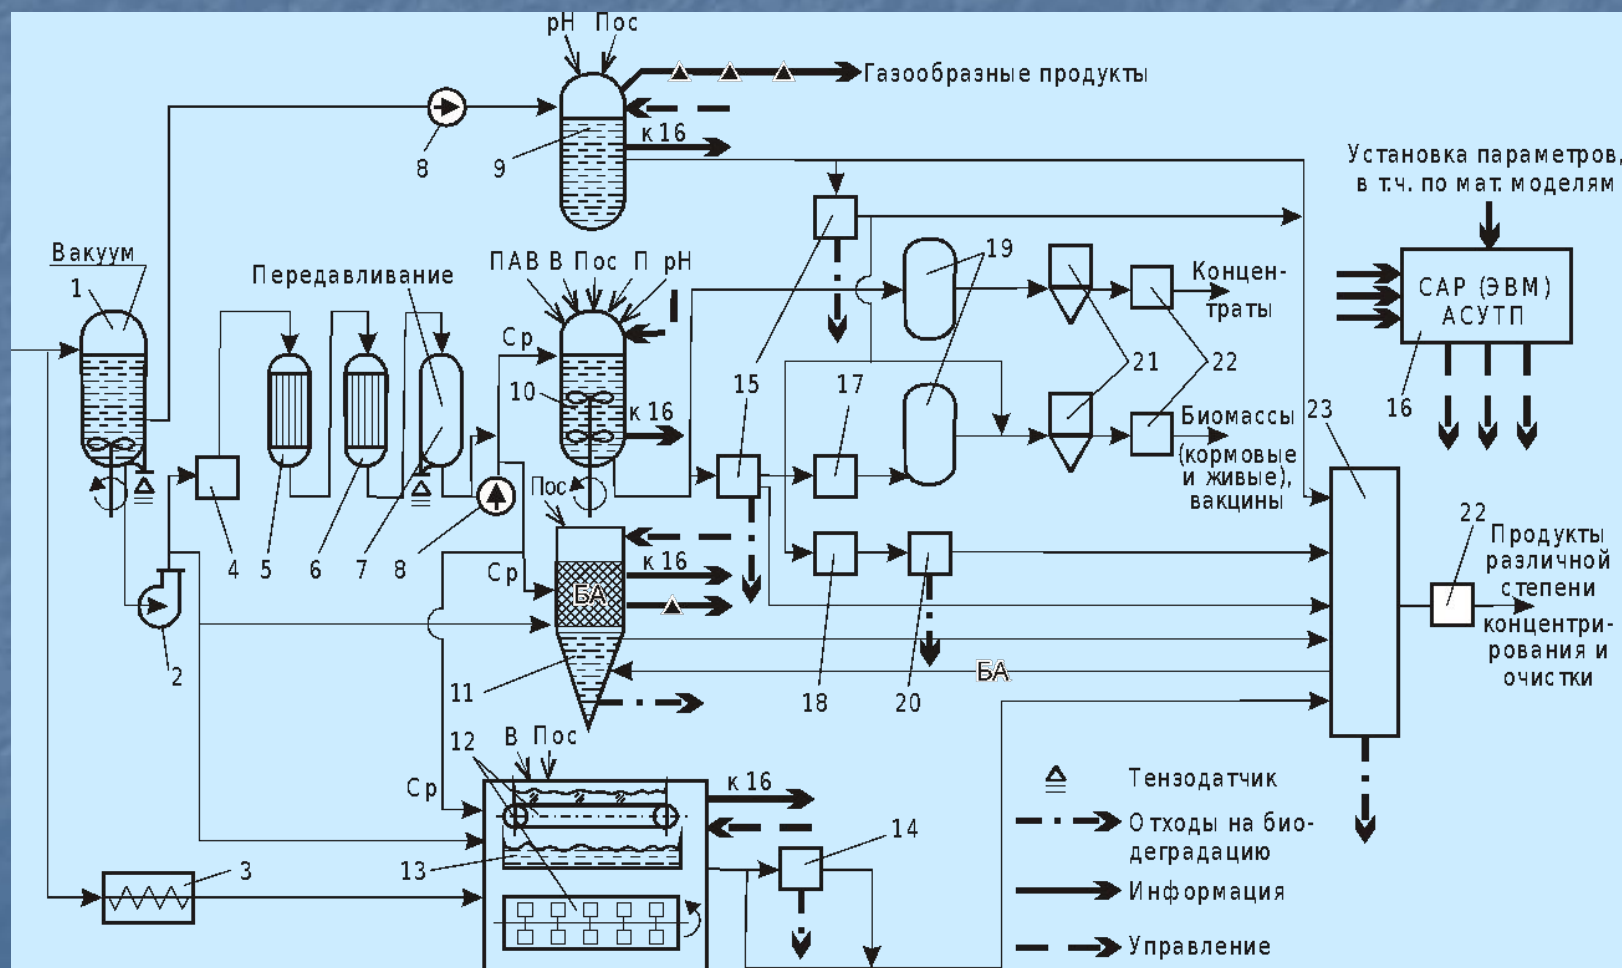 рН Пос
Газообразные продукты
к 16
8
9
Установка параметров,
в т.ч. по мат. моделям
Вакуум
1
Передавливание
ПАВ В Пос П рН
19
Концен-
траты
САР (ЭВМ)
АСУТП
16
Ср
10
к 16
15
17
21
22
23
Биомассы
(кормовые
и живые),
вакцины
Пос
4
5
6
7
8
Ср
к 16
БА
2
11
18
20
БА
22
Продукты
различной
степени
концентри-
рования и
очистки
12
В Пос
Ср
к 16
13
14
3
Тензодатчик
Отходы на био-
деградацию
Информация
Управление